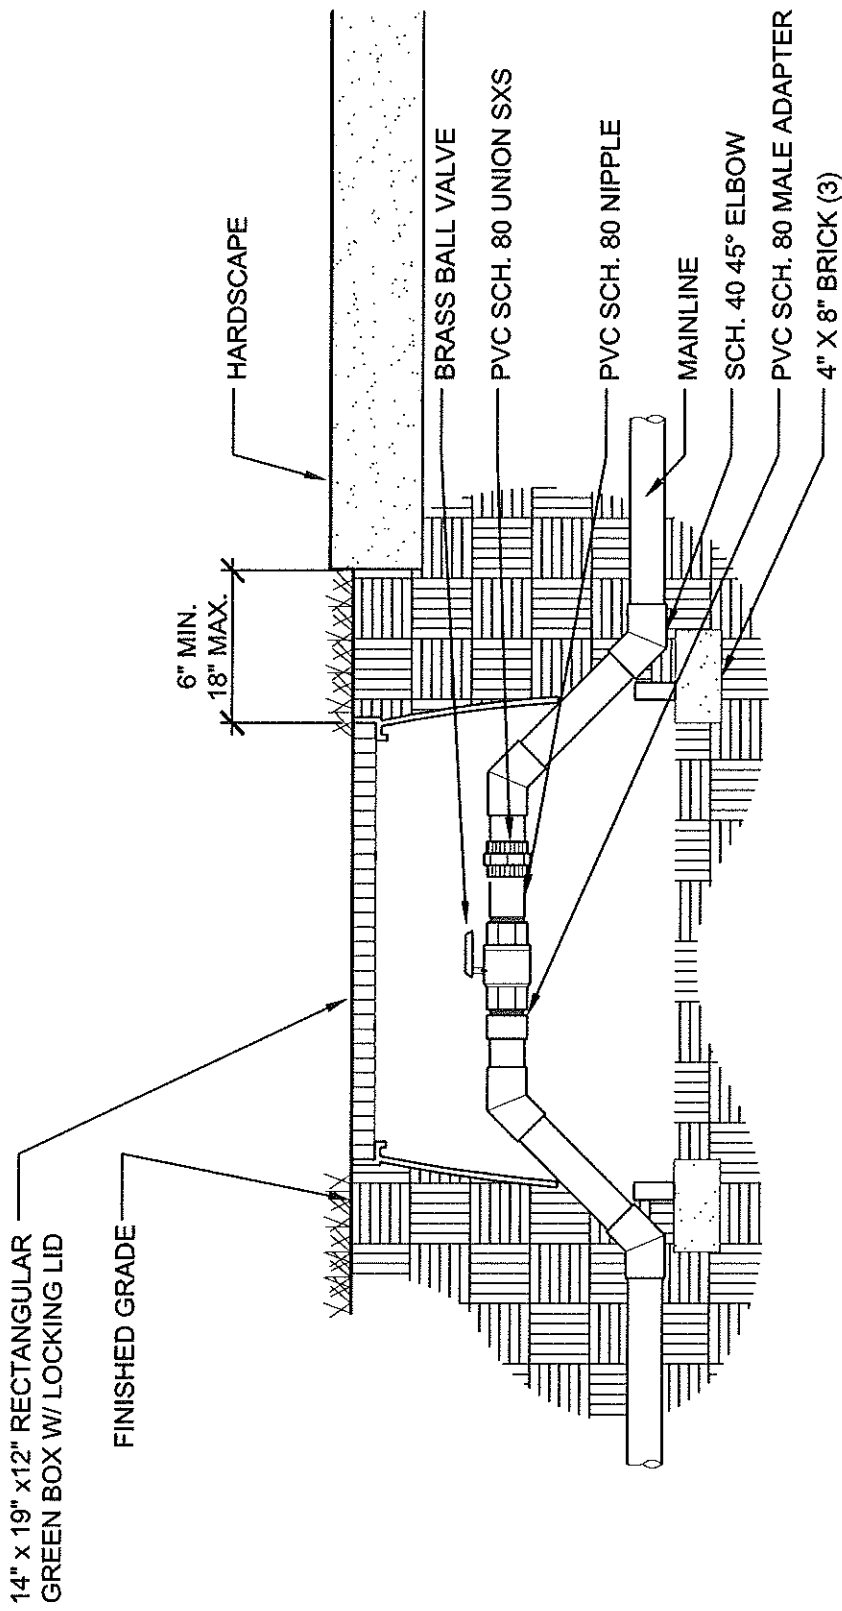 14" x 19" x12" RECTANGULAR
GREEN BOX W/ LOCKING LID
FINISHED GRADE
6" MIN.
18" MAX.
HARDSCAPE
BRASS BALL VALVE
PVC SCH. 80 UNION SXS
PVC SCH. 80 NIPPLE
MAINLINE
SCH. 40 45° ELBOW
PVC SCH. 80 MALE ADAPTER
4" X 8" BRICK (3)